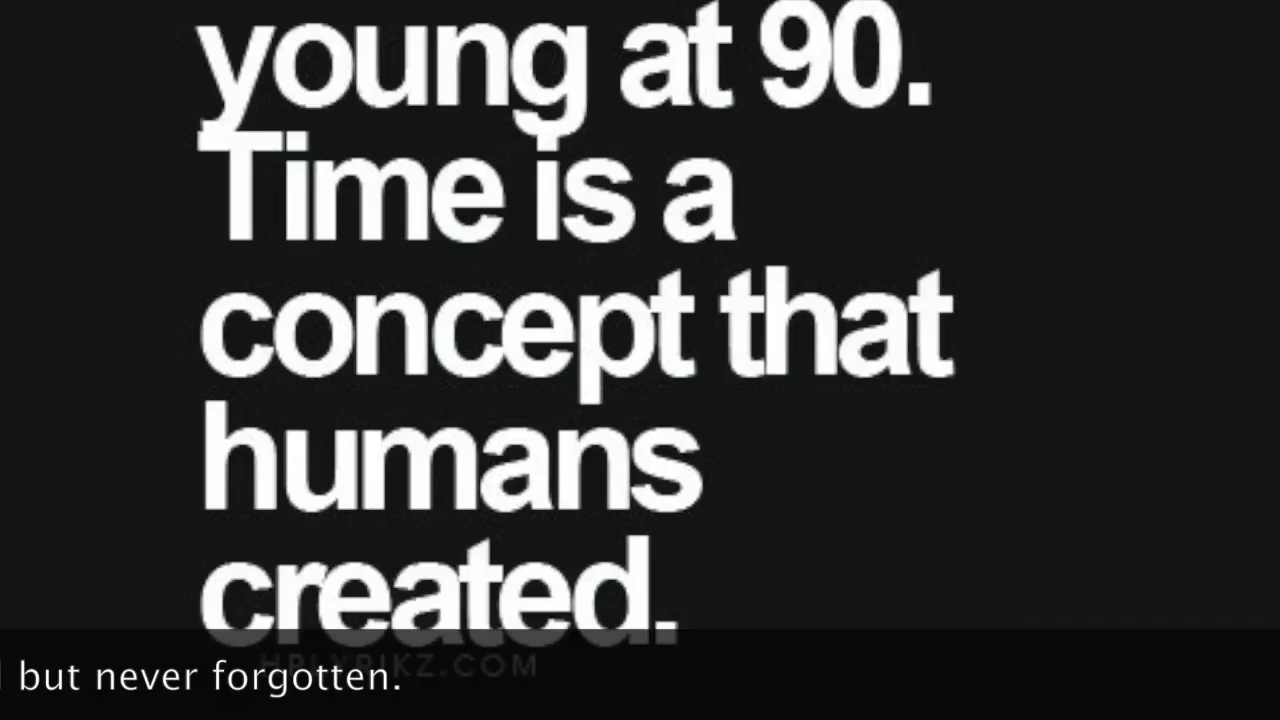 young at 90.
Time is a
concept that
humans
created.
but never forgotten.